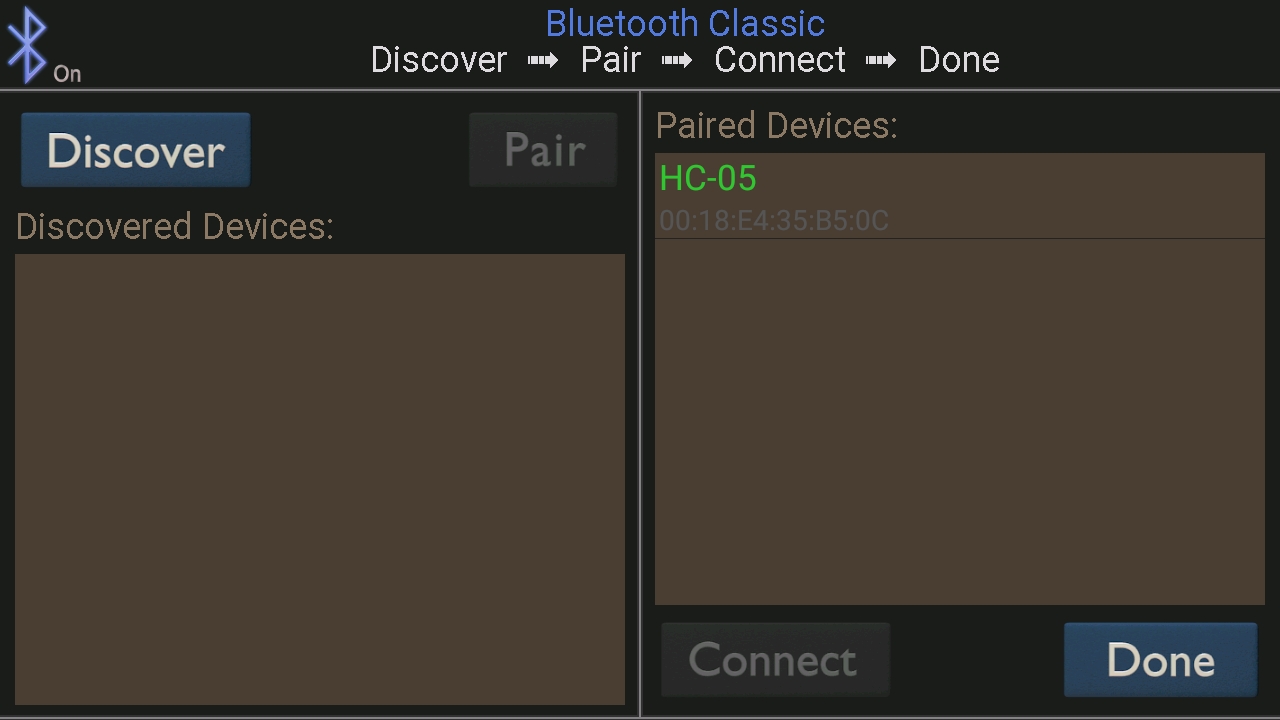 Bluetooth Classic
On
Discover ➟ Pair ➟ Connect ➟ Done
Discover
Pair
Discovered Devices:
Paired Devices:
HC-05
00:18:E4:35:B5:0C
Connect
Done